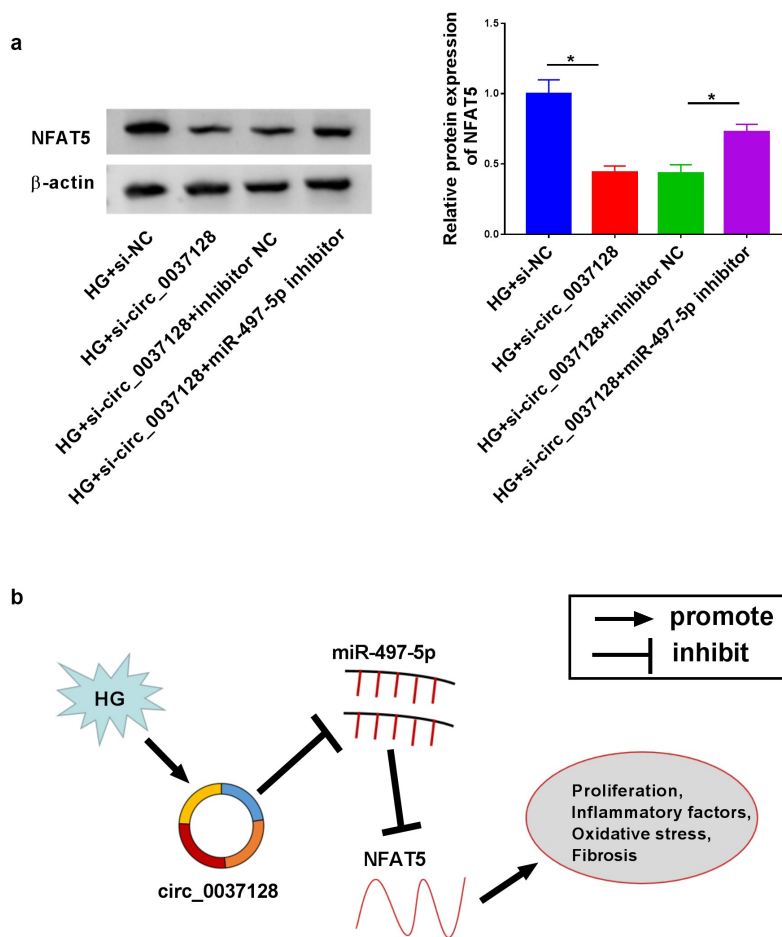 a
NFAT5
β-actin
HG+si-NC
HG+si-circ_0037128
HG+si-circ_0037128+inhibitor NC
HG+si-circ_0037128+miR-497-5p inhibitor
Relative protein expression
of NFAT5
1.5
1.0
0.5
0.0
*
*
HG+si-NC
HG+si-circ_0037128
HG+si-circ_0037128+inhibitor NC
HG+si-circ_0037128+miR-497-5p inhibitor
b
promote
inhibit
miR-497-5p
HG
circ_0037128
NFAT5
Proliferation,
Inflammatory factors,
Oxidative stress,
Fibrosis